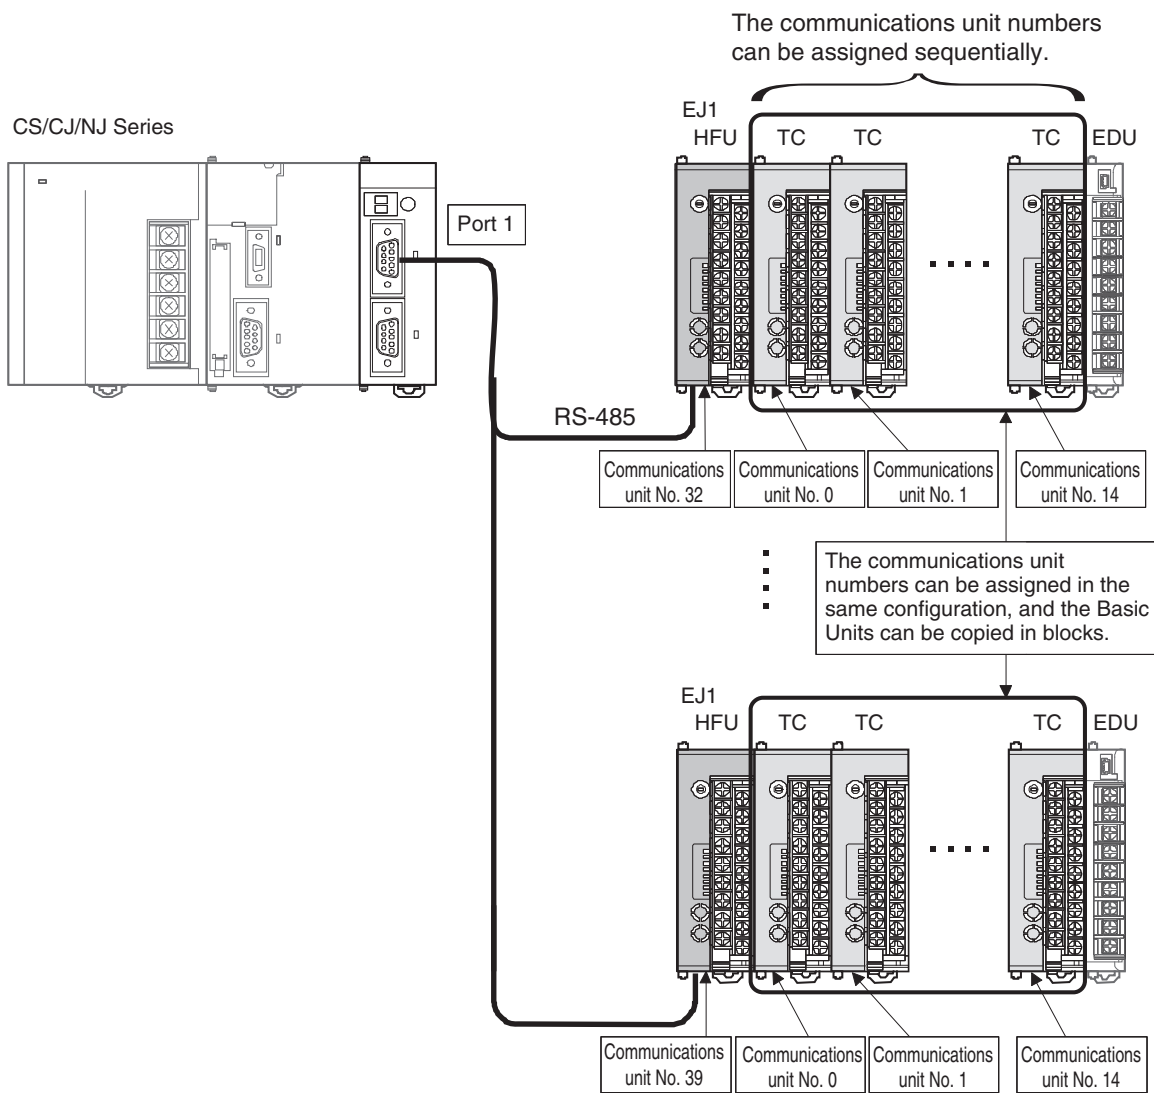 The communications unit numbers
can be assigned sequentially.
CS/CJ/NJ Series
EJ1
HFU TC TC TC EDU
Port 1
RS-485
Communications
unit No. 32
Communications
unit No. 0
Communications
unit No. 1
Communications
unit No. 14
The communications unit
numbers can be assigned in the
same configuration, and the Basic
Units can be copied in blocks.
EJ1
HFU TC TC TC EDU
Communications
unit No. 39
Communications
unit No. 0
Communications
unit No. 1
Communications
unit No. 14